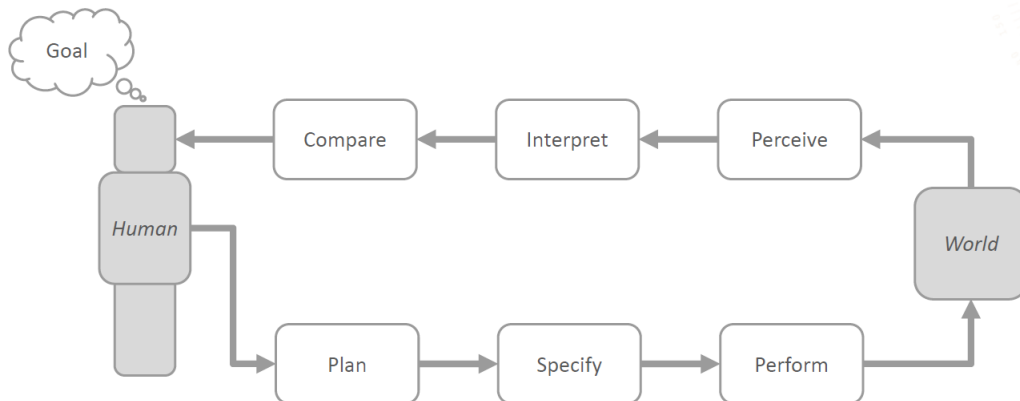 Goal
Compare
Interpret
Perceive
Human
World
Plan
Specify
Perform